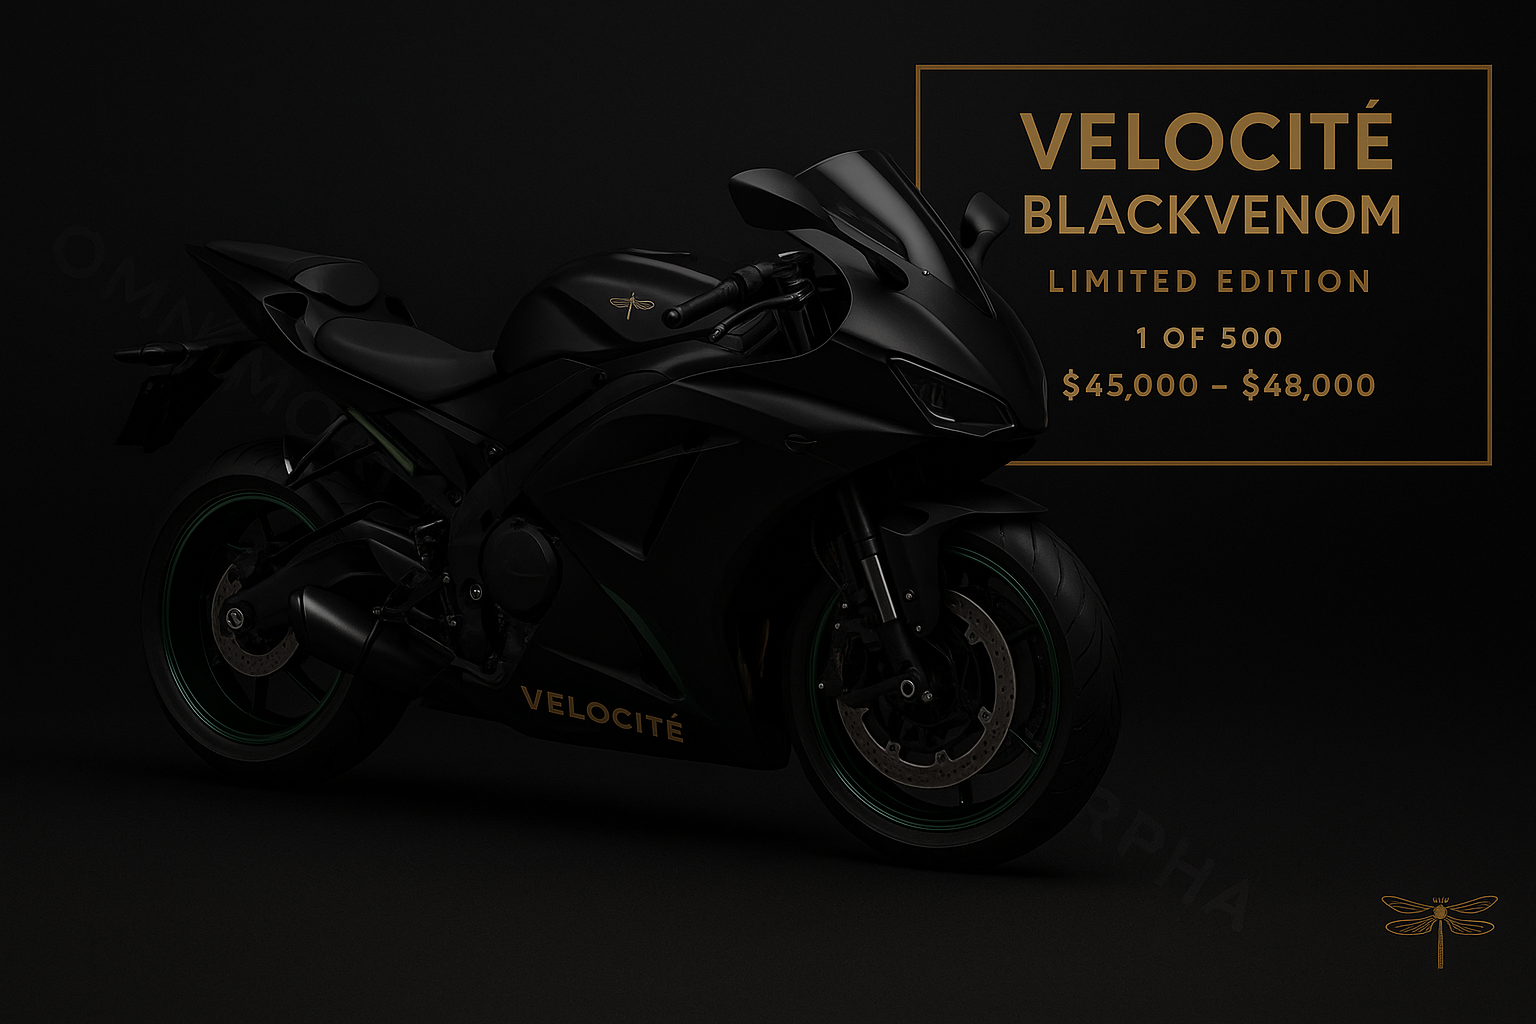 VELOCITÉ
BLACKVENOM
LIMITED EDITION
1 OF 500
$45,000 – $48,000
VELOCITÉ